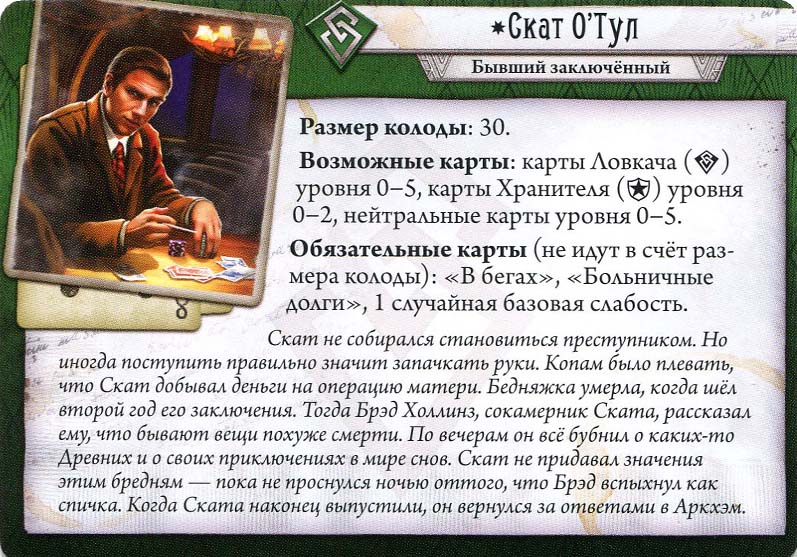 *Скат О'Тул
Бывший заключённый
Размер колоды: 30.
Возможные карты: карты Ловкача ( )
уровня 0–5, карты Хранителя ( ) уровня
0–2, нейтральные карты уровня 0–5.
Обязательные карты (не идут в счёт раз-
мера колоды): «В бегах», «Больничные
долги», 1 случайная базовая слабость.
Скат не собирался становиться преступником. Но
иногда поступить правильно значит запачкать руки. Копам было плевать,
что Скат добывал деньги на операцию матери. Бедняжка умерла, когда шёл
второй год его заключения. Тогда Брэд Холлинз, сокамерник Ската, рассказал
ему, что бывают вещи похуже смерти. По вечерам он всё бубнил о каких-то
Древних и о своих приключениях в мире снов. Скат не придавал значения
этим бредням — пока не проснулся ночью оттого, что Брэд вспыхнул как
спичка. Когда Ската наконец выпустили, он вернулся за ответами в Аркхэм.